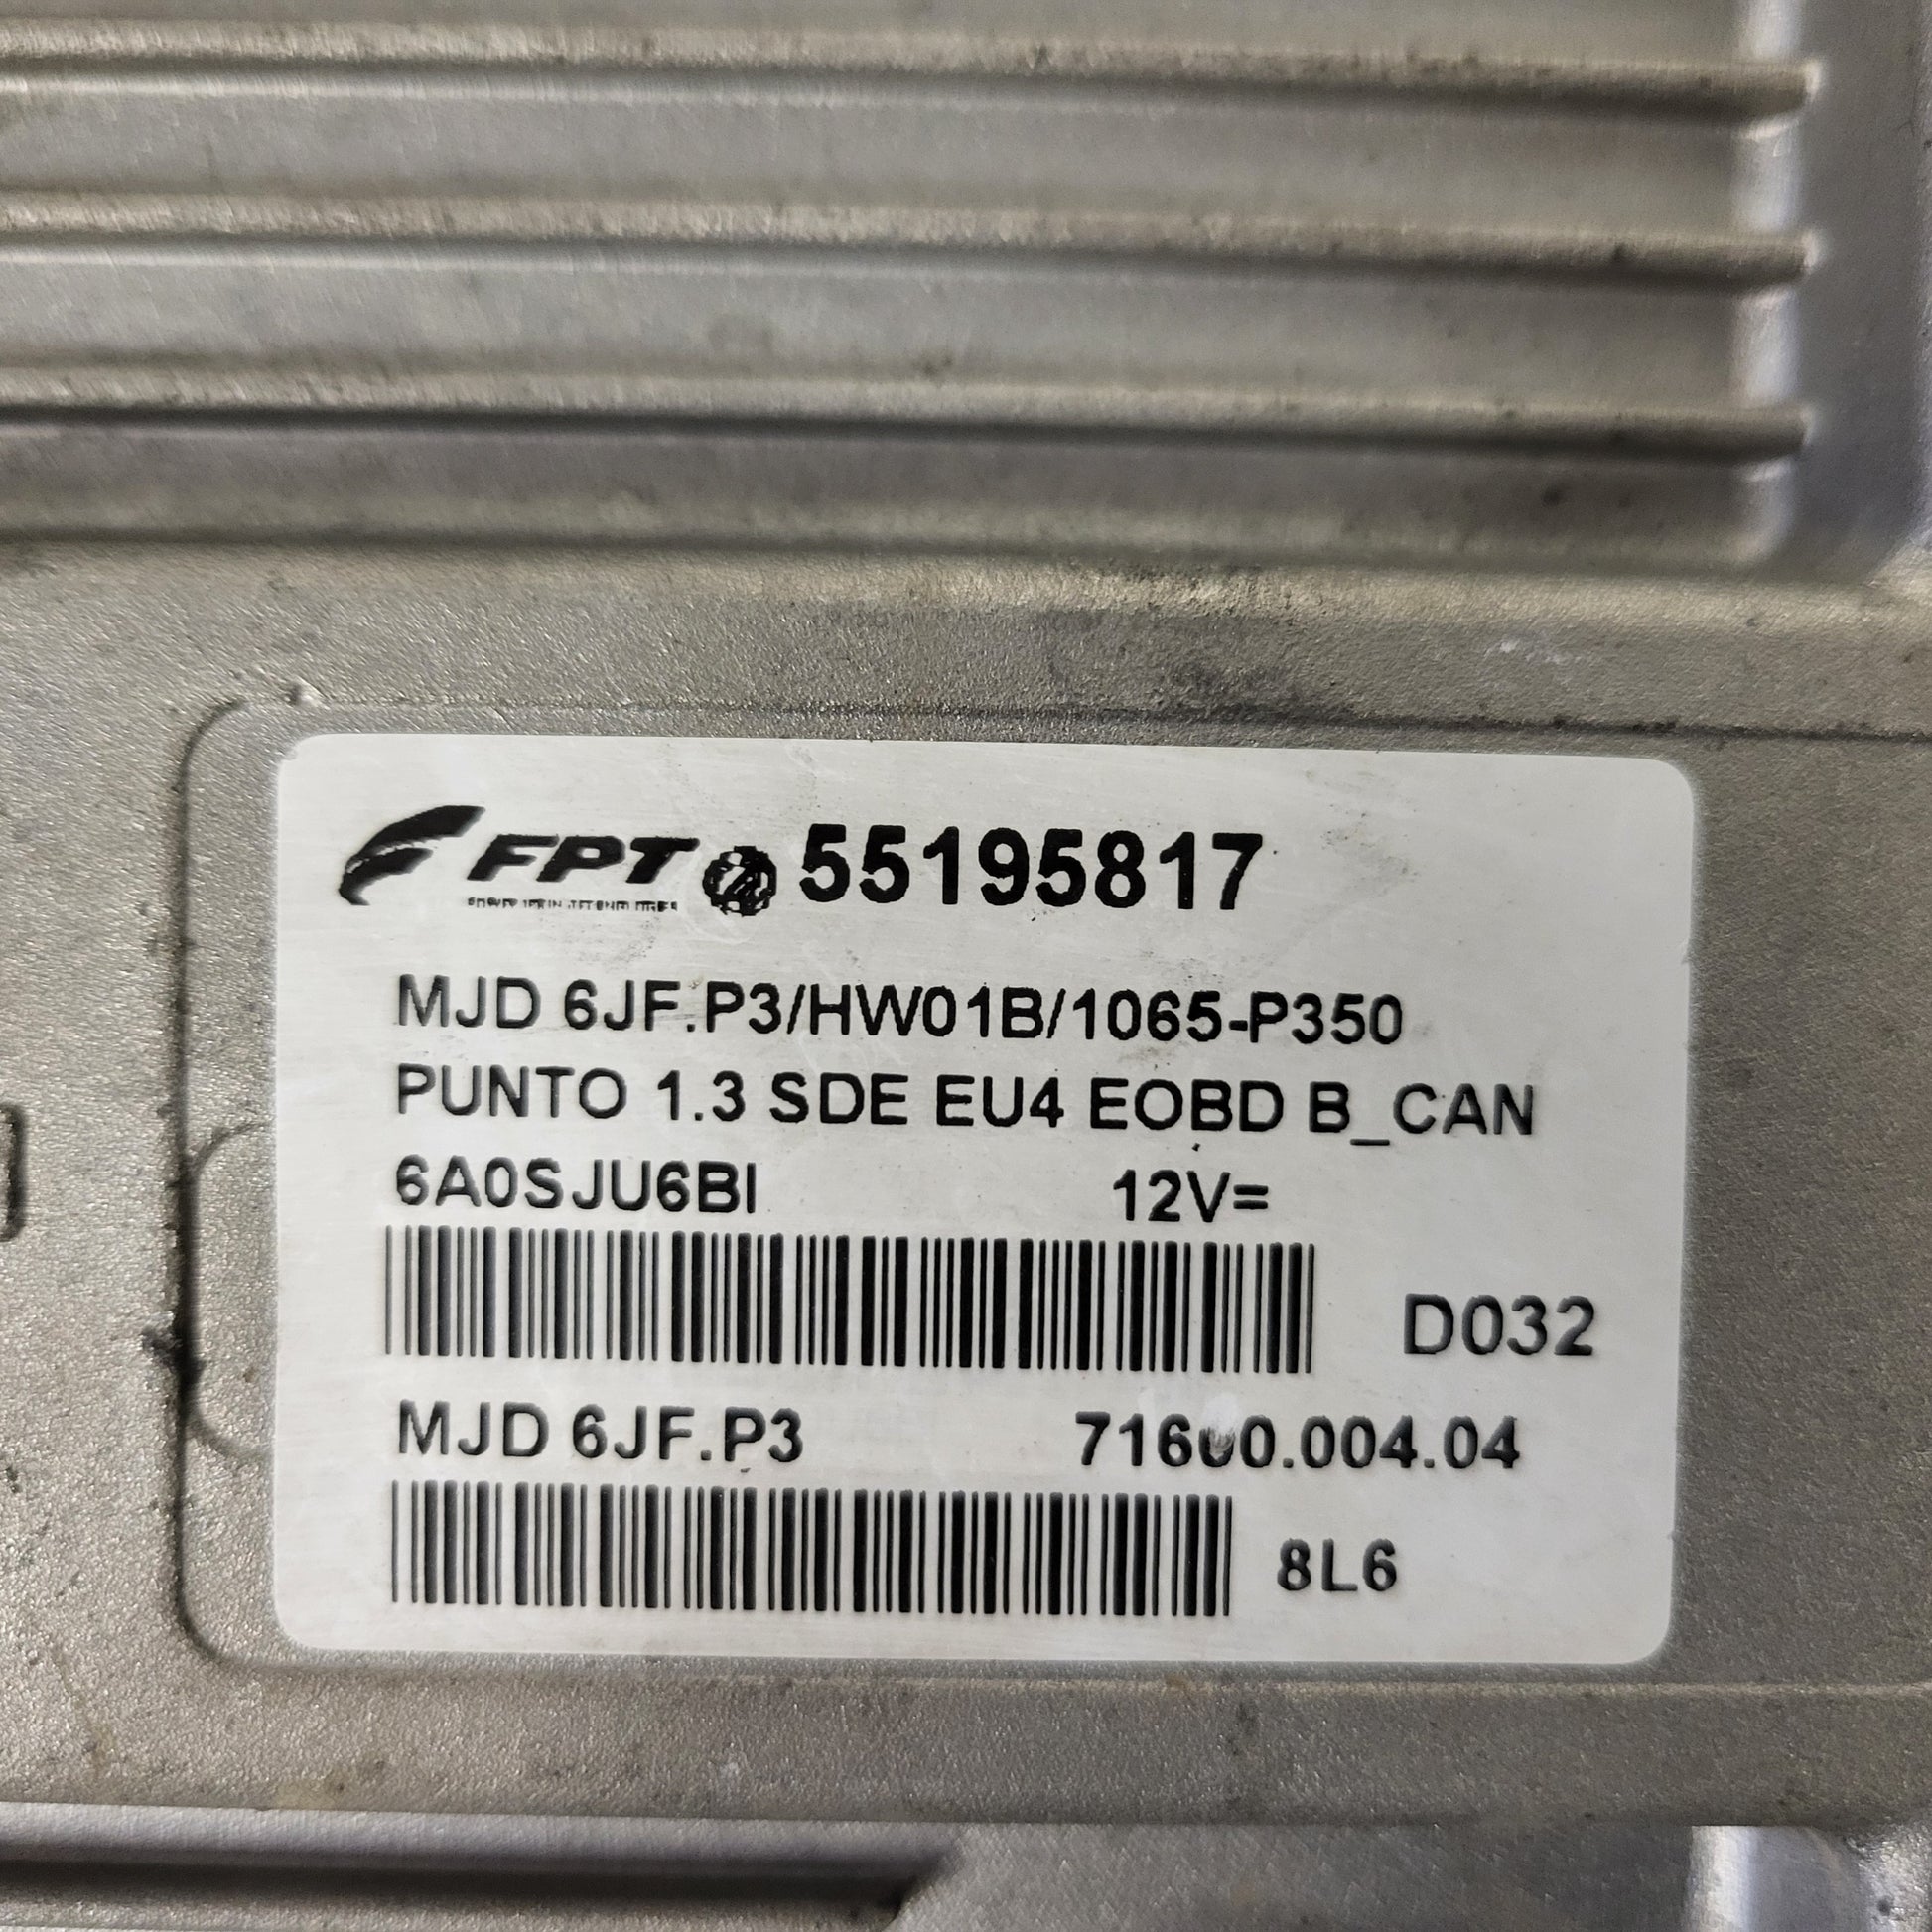 FPT 55195817
MJD 6JF.P3/HW01B/1065-P350
PUNTO 1.3 SDE EU4 EOBD B_CAN
6A0SJU6BI 12V=
D032
MJD 6JF.P3 71600.004.04
8L6